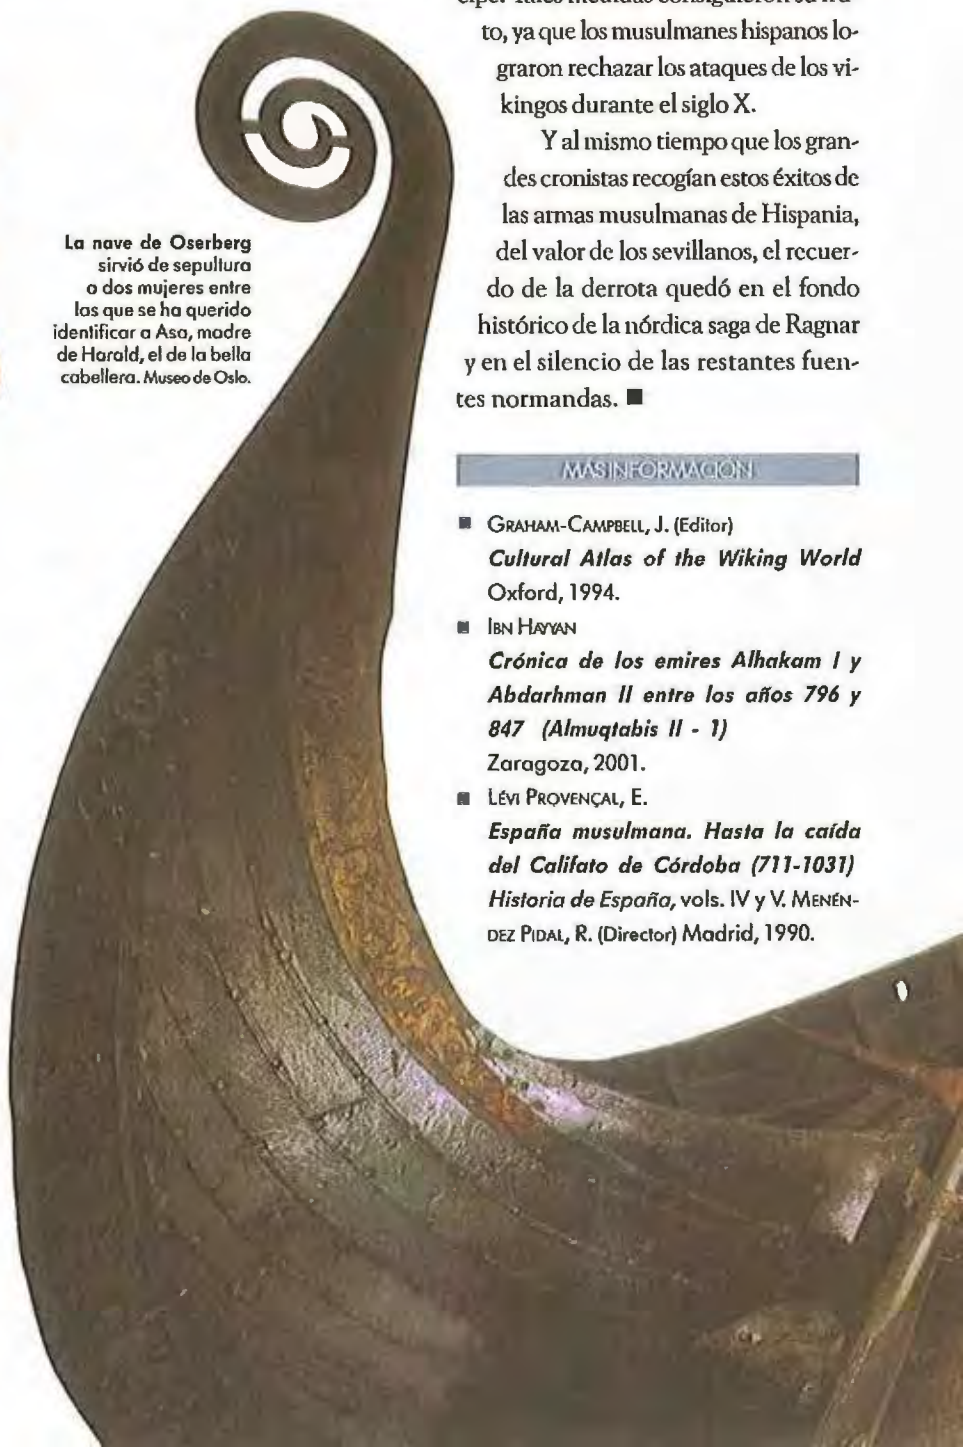 La nave de Oserberg
sirvió de sepultura
a dos mujeres entre
las que se ha querido
identificar a Asa, madre
de Harald, el de la bella
cabellera. Museo de Oslo.
to, ya que los musulmanes hispanos lo-
graron rechazar los ataques de los vi-
kingos durante el siglo X.
Y al mismo tiempo que los gran-
des cronistas recogían estos éxitos de
las armas musulmanas de Hispania,
del valor de los sevillanos, el recuer-
do de la derrota quedó en el fondo
histórico de la nórdica saga de Ragnar
y en el silencio de las restantes fuen-
tes normandas. ■
MÁS INFORMACIÓN
■ GRAHAM-CAMPBELL, J. (Editor)
Cultural Atlas of the Wiking World
Oxford, 1994.
■ IBN HAYYAN
Crónica de los emires Alhakam I y
Abdarhman II entre los años 796 y
847 (Almuqtabis II - 1)
Zaragoza, 2001.
■ LÉVI PROVENÇAL, E.
España musulmana. Hasta la caída
del Califato de Córdoba (711-1031)
Historia de España, vols. IV y V. MENÉN-
DEZ PIDAL, R. (Director) Madrid, 1990.